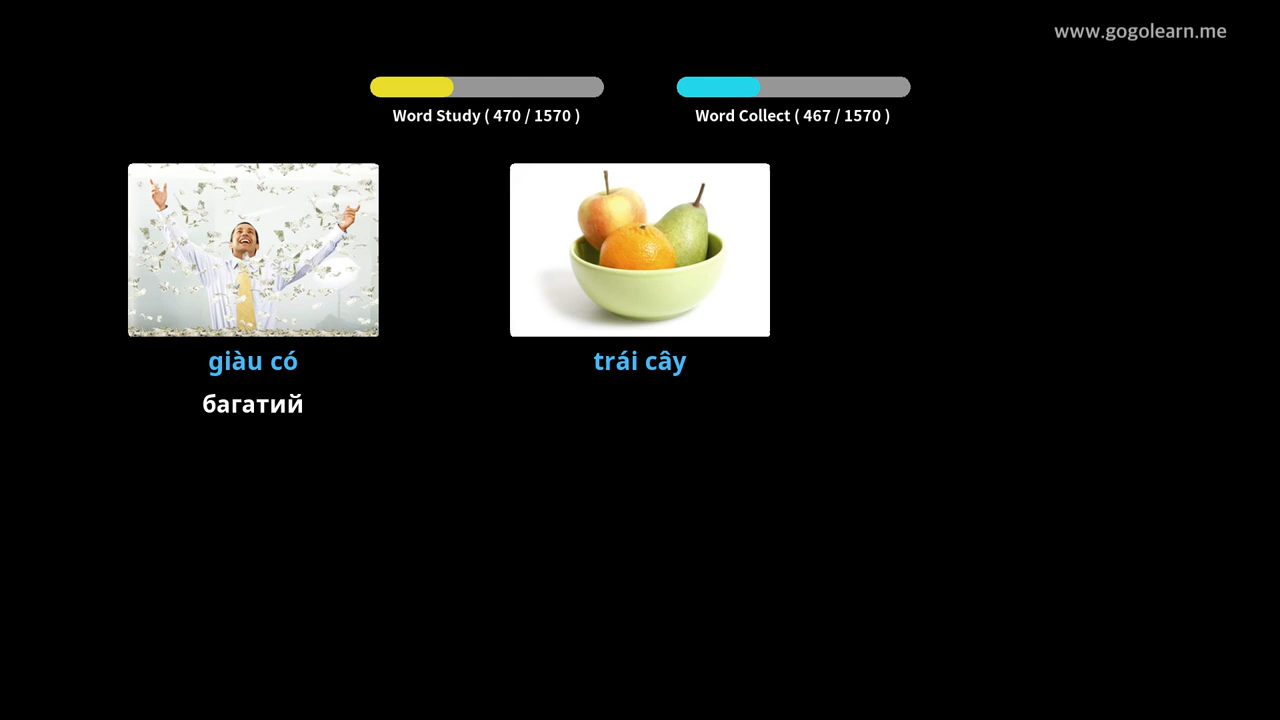 www.gogolearn.me
Word Study ( 470 / 1570 )
Word Collect ( 467 / 1570 )
giàu có
trái cây
багатий